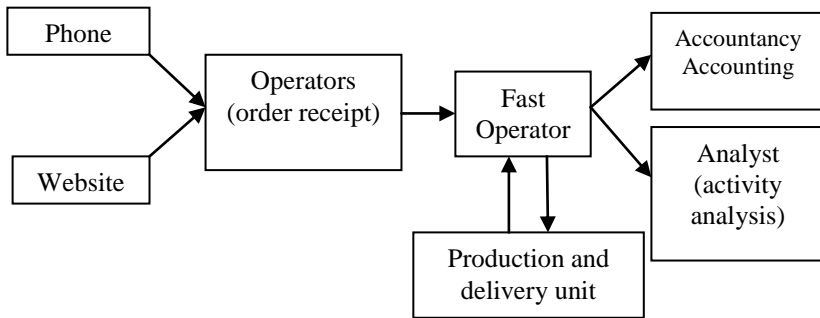 Phone
Website
Operators
(order receipt)
Fast
Operator
Production and
delivery unit
Accountancy
Accounting
Analyst
(activity
analysis)